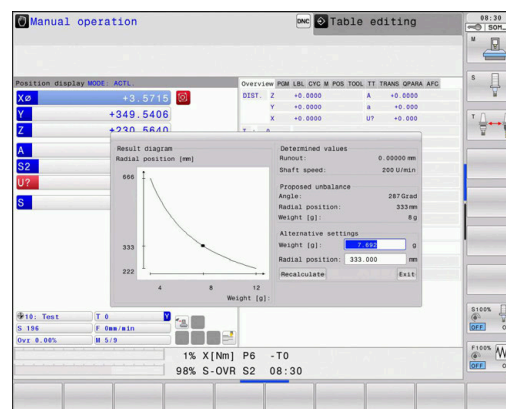 Manual operation
DNC
Table editing
08:30
Position display MODE: ACTL.
Overview PGM LBL CYC M POS TOOL TT TRANS QPARA AFC
X +3.5715
DIST. Z +0.0000 A +0.0000
Y +349.5406
Y +0.0000 a +0.000
X +0.0000 U? +0.000
Z +230.5640
A
S2
U?
S
Result diagram
Radial position [mm]
666
333
222
4 8 12
Weight [g]:
Determined values
Runout: 0.00000 mm
Shaft speed: 200 U/min
Proposed unbalance
Angle: 287 Grad
Radial position: 333 mm
Weight [g]: 8 g
Alternative settings
Weight [g]: 7.692 g
Radial position: 333.000 mm
Recalculate Exit
10: Test T 0 Y
S 196 F 0mm/min
Ovr 0.00% M 5/9
1% X[Nm] P6 -T0
98% S-OVR S2 08:30
M
S
T
S100%
OFF
F100% W
OFF